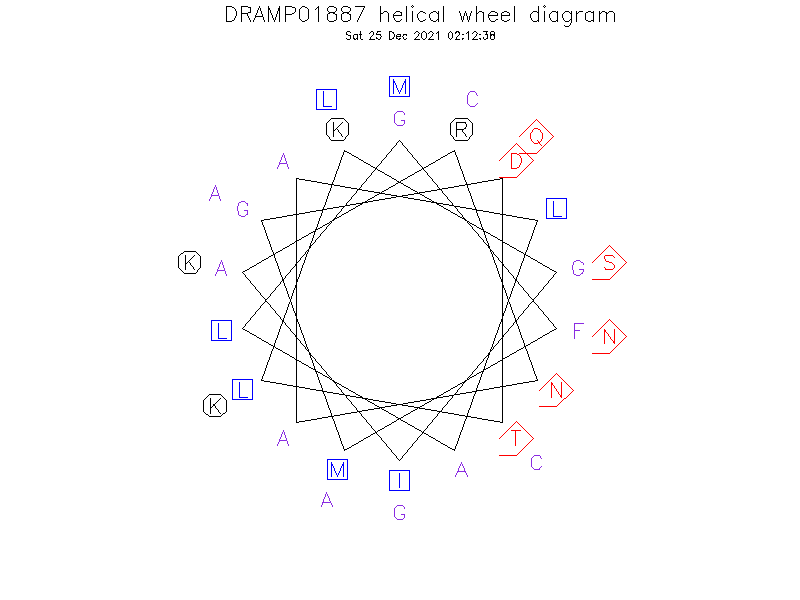 DRAMP01887 helical wheel diagram
Sat 25 Dec 2021 02:12:38
M
L C
G
K R
Q
A D
A
G L
K A G S
L F N
L N
K
A T
M A C
I
A
G